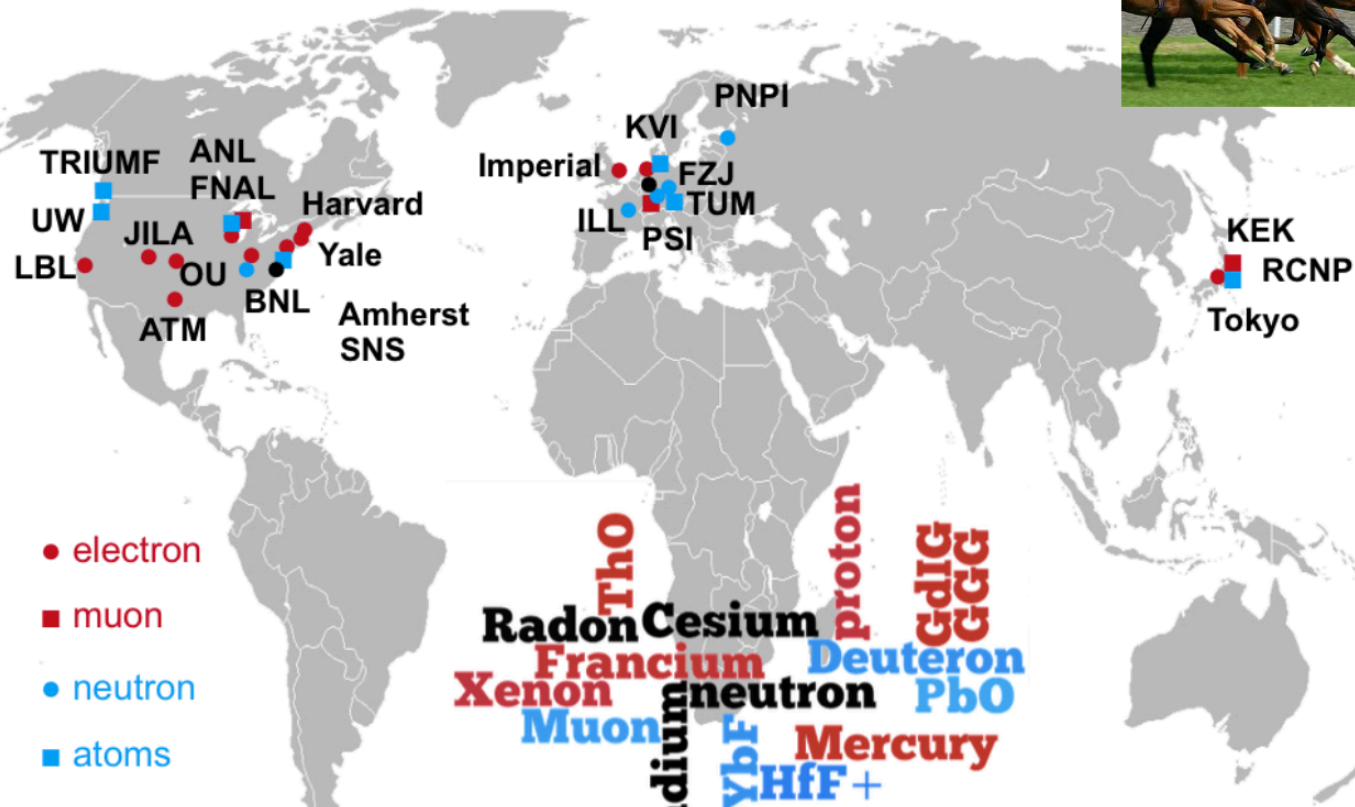 PNPI
KVI
Imperial
FZJ
TUM
ILL
PSI
TRIUMF
ANL
FNAL
UW
JILA
Harvard
Yale
LBL
OU
BNL
ATM
Amherst
SNS
KEK
RCNP
Tokyo
electron
muon
neutron
atoms
ThO
proton
GdIG
GGG
Radon
Cesium
Francium
Deuteron
Xenon
neutron
PbO
Muon
YbF
Mercury
HfF+